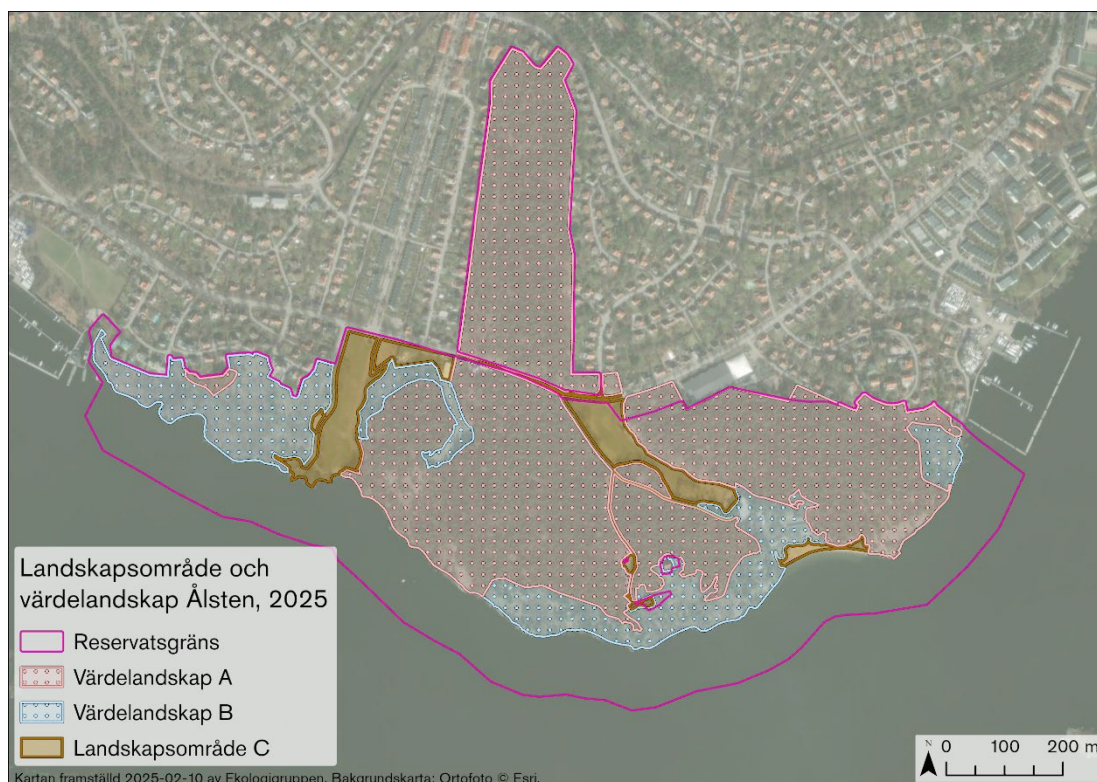 Landskapsområde och
värdelandskap Ålsten, 2025
Reservatsgräns
Värdelandskap A
Värdelandskap B
Landskapsområde C
Kartan framställd 2025-02-10 av Ekologigruppen. Bakgrundskarta: Ortofoto © Esri.
N
0 100 200 m